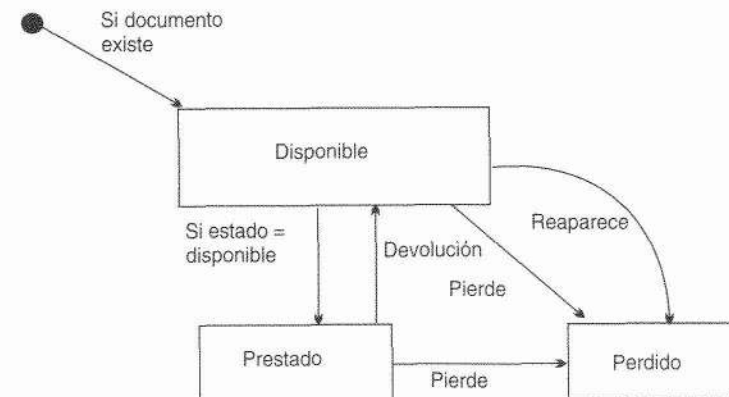 Si documento
existe
Disponible
Si estado =
disponible
Devolución
Reaparece
Pierde
Prestado
Pierde
Perdido